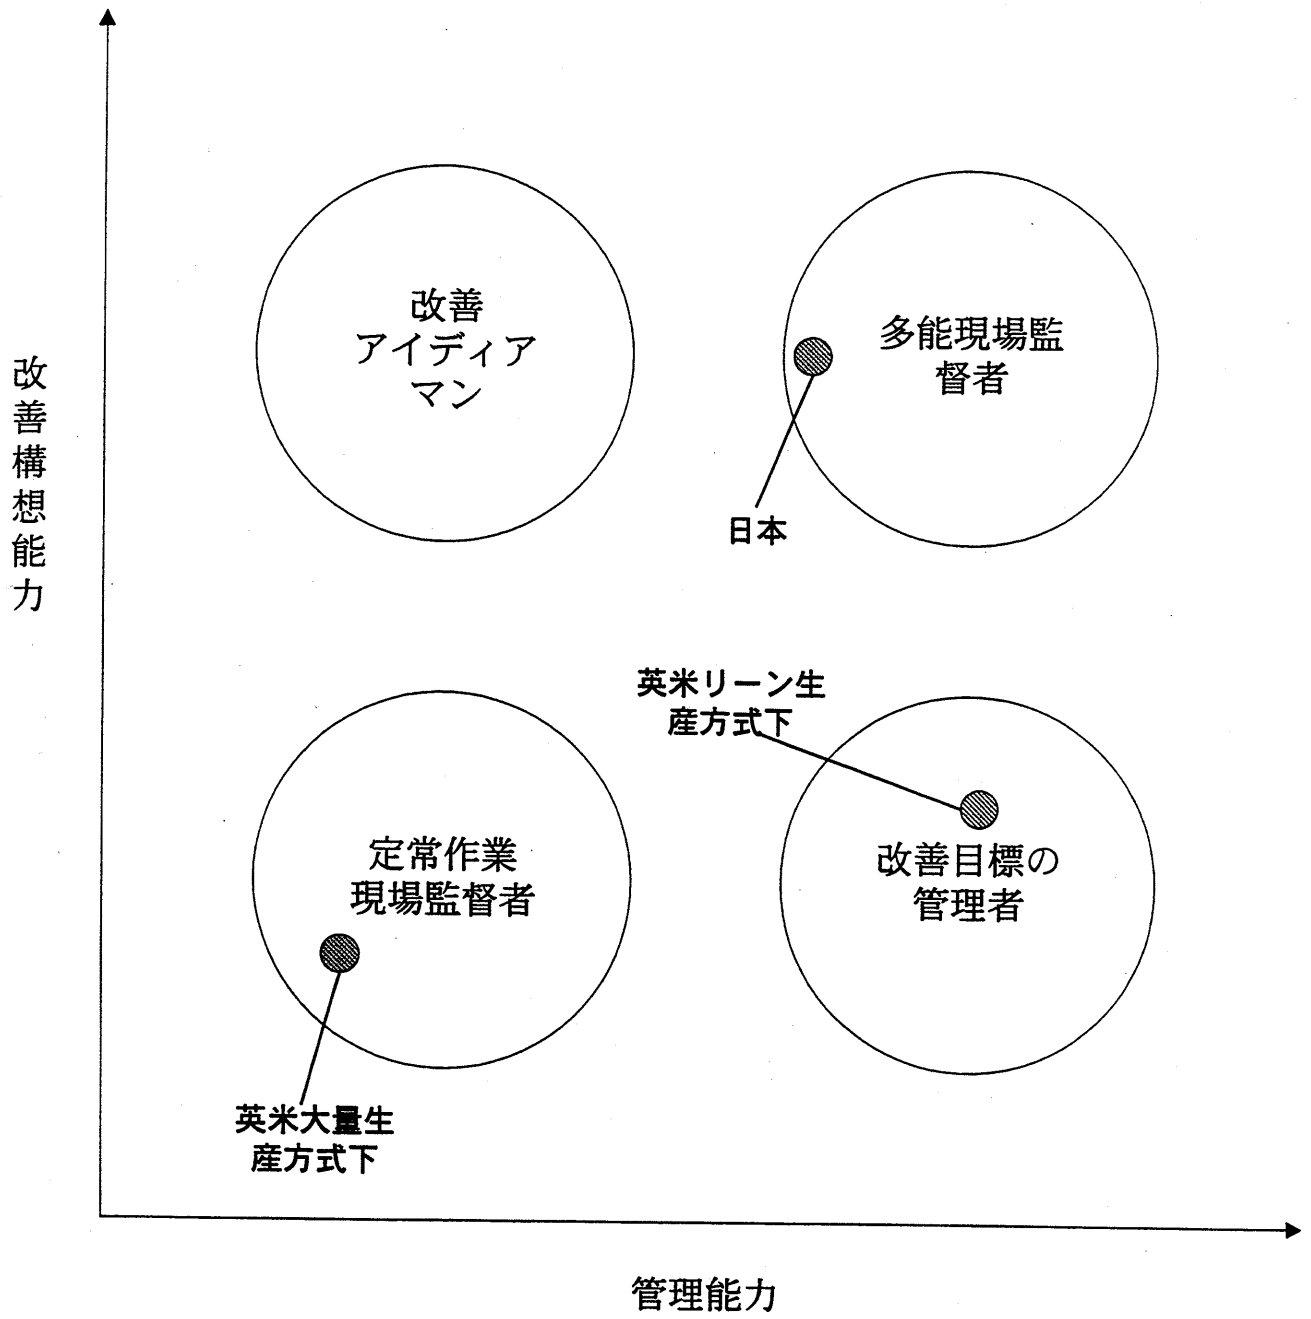 改善
アイディア
マン
多能現場監
督者
日本
改善構想能力
英米リーン生
産方式下
定常作業
現場監督者
改善目標の
管理者
英米大量生
産方式下
管理能力